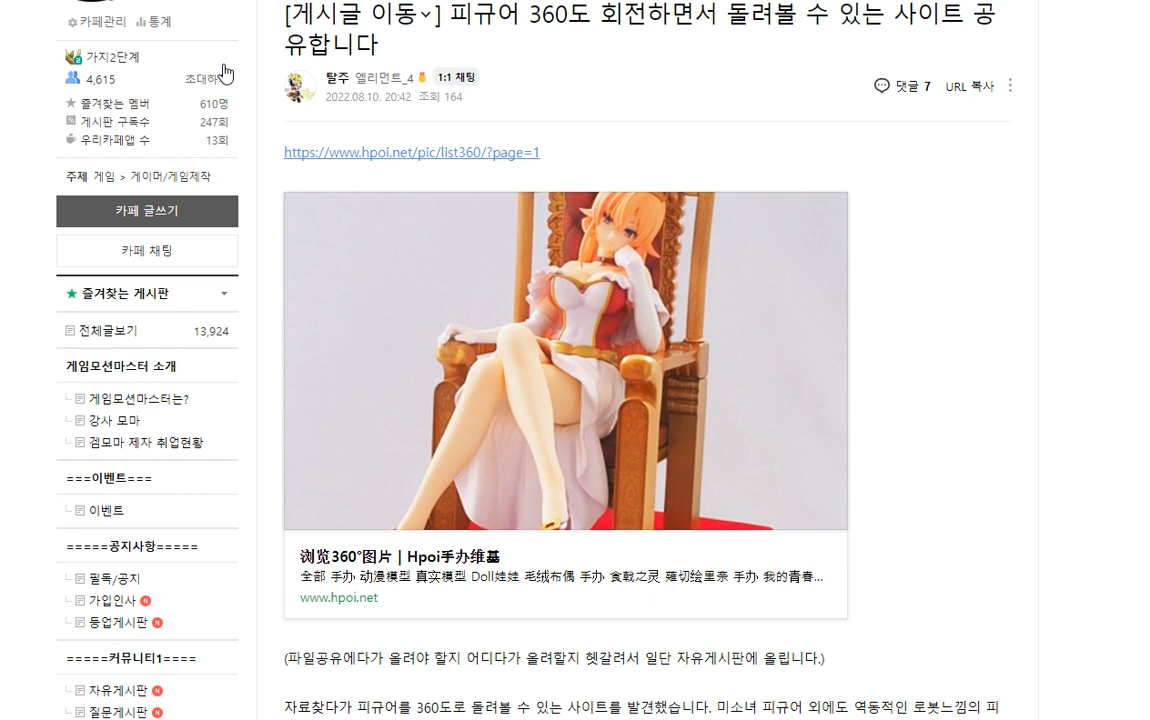 카페관리 통계
가지2단계
4,615 초대하
즐겨찾는 멤버 610명
게시판 구독수 247회
우리카페앱 수 13회
주제 게임 > 게이머/게임제작
카페 글쓰기
카페 채팅
즐겨찾는 게시판
전체글보기 13,924
게임모션마스터 소개
게임모션마스터는?
강사 모마
겜모마 제자 취업현황
===이벤트===
이벤트
=====공지사항=====
필독/공지
가입인사 N
등업게시판 N
=====커뮤니티1====
자유게시판 N
질문게시판 N
[게시글 이동] 피규어 360도 회전하면서 돌려볼 수 있는 사이트 공
유합니다
탈주 엘리먼트_4 1:1 채팅
2022.08.10. 20:42 조회 164
댓글 7 URL 복사
https://www.hpoi.net/pic/list360/?page=1
浏览360°图片 | Hpoi手办维基
全部 手办 动漫模型 真实模型 Doll娃娃 毛绒布偶 手办 食戟之灵 薙切绘里奈 手办 我的青春...
www.hpoi.net
(파일공유에다가 올려야 할지 어디다가 올려할지 헷갈려서 일단 자유게시판에 올립니다.)
자료찾다가 피규어를 360도로 돌려볼 수 있는 사이트를 발견했습니다. 미소녀 피규어 외에도 역동적인 로봇느낌의 피